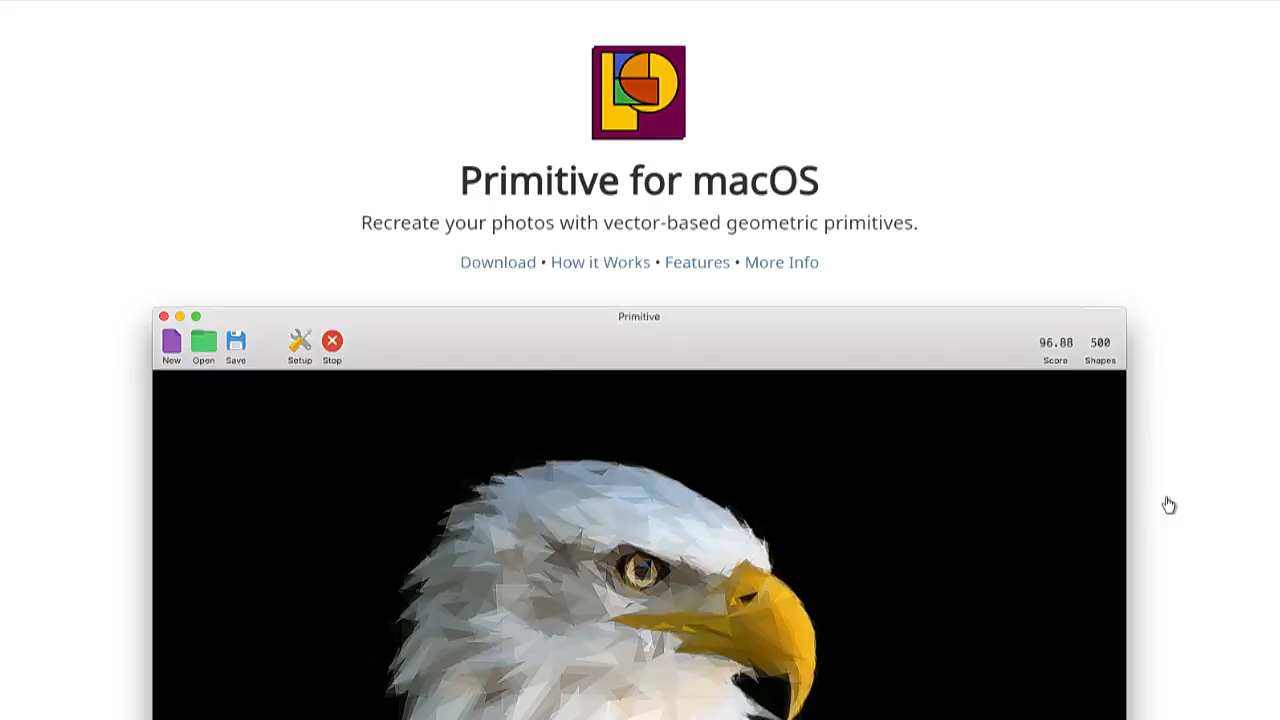 Primitive for macOS
Recreate your photos with vector-based geometric primitives.
Download • How it Works • Features • More Info
Primitive
New Open Save Setup Stop
96.88 500
Score Shapes